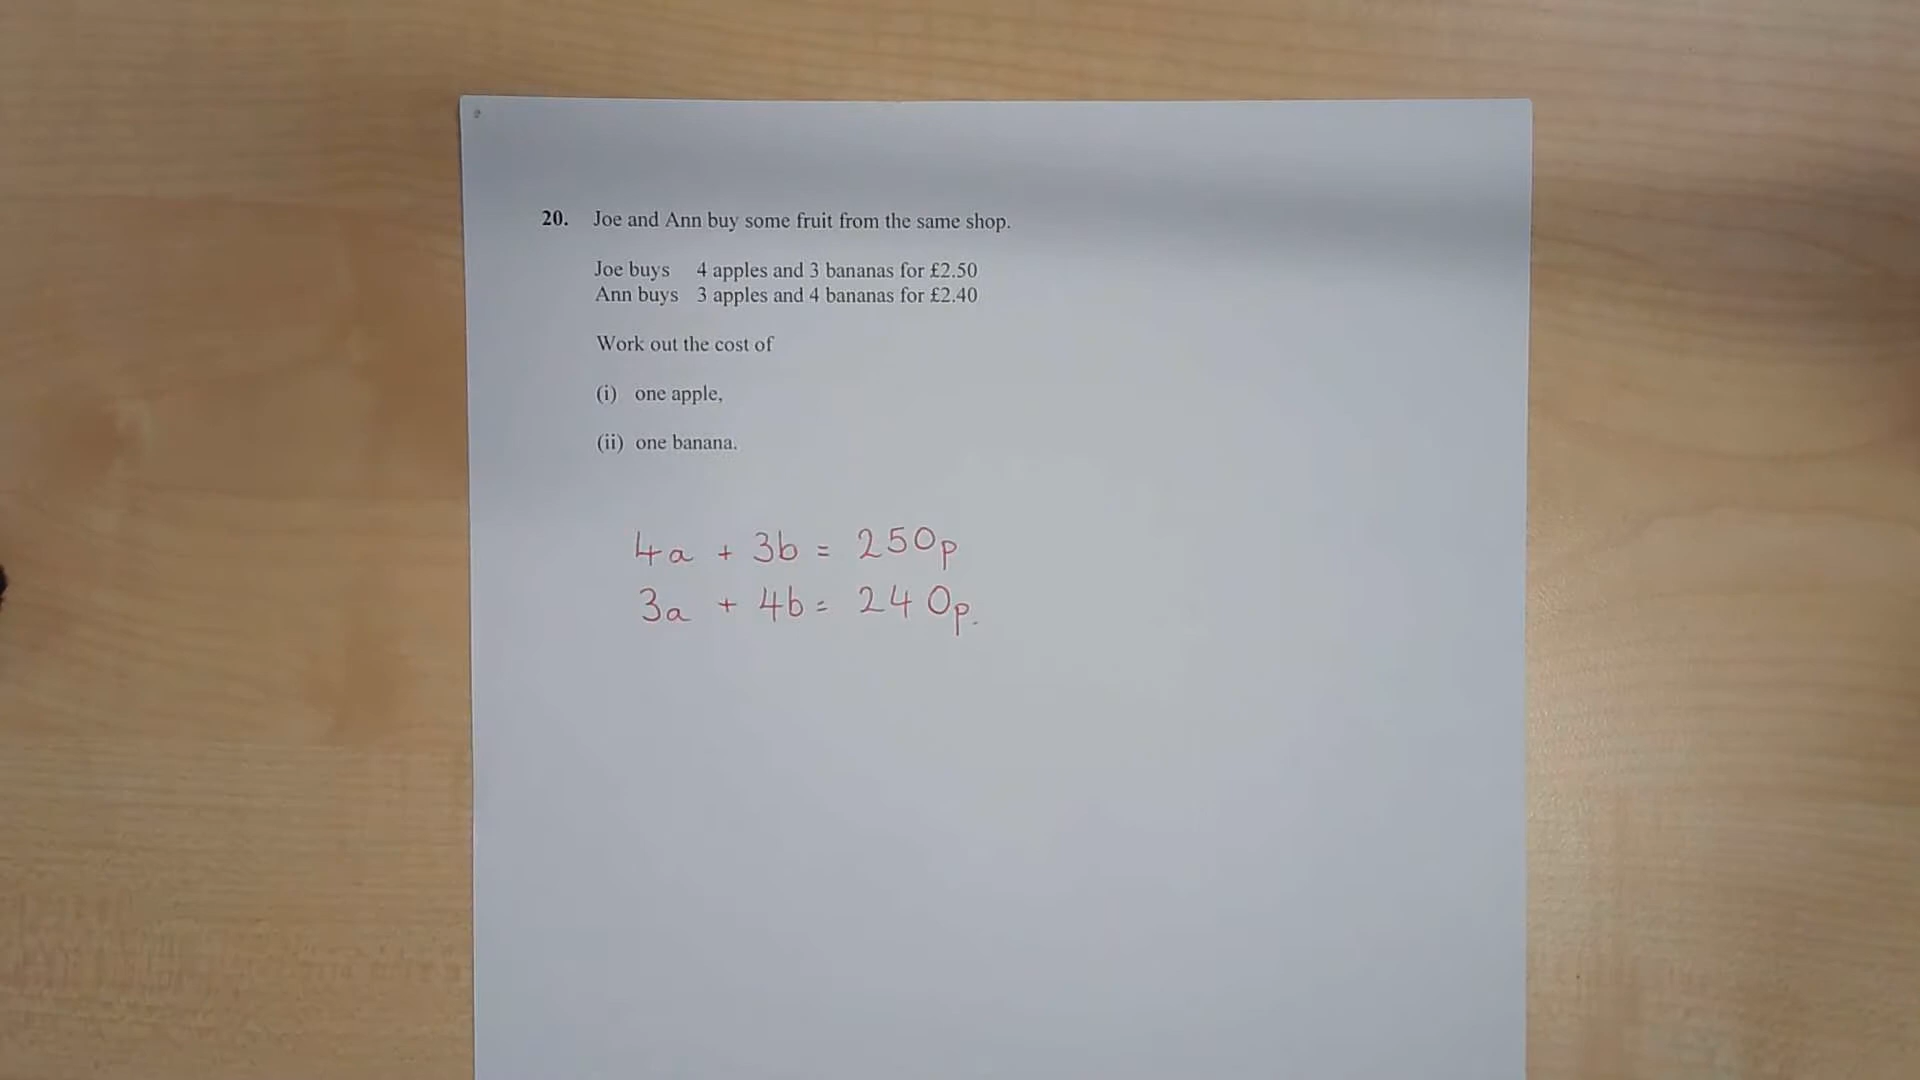 20. Joe and Ann buy some fruit from the same shop.
Joe buys 4 apples and 3 bananas for £2.50
Ann buys 3 apples and 4 bananas for £2.40
Work out the cost of
(i) one apple,
(ii) one banana.
4a + 3b = 250p
3a + 4b = 240p.